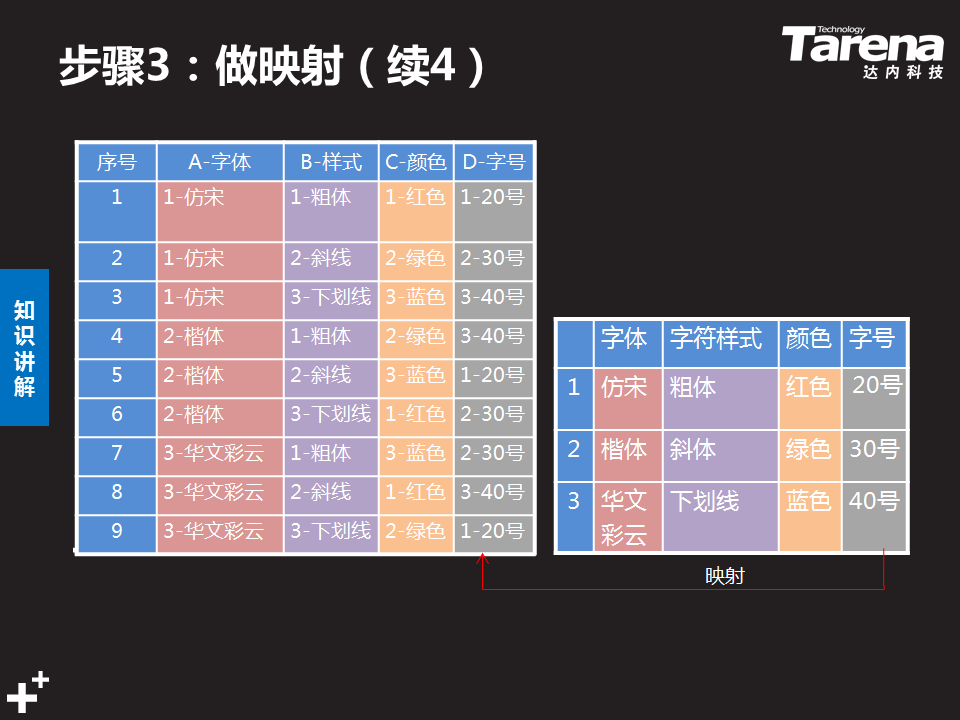 步骤3：做映射（续4）
Technology
Tarena
达内科技
知识讲解
序号 A-字体 B-样式 C-颜色 D-字号
1 1-仿宋 1-粗体 1-红色 1-20号
2 1-仿宋 2-斜线 2-绿色 2-30号
3 1-仿宋 3-下划线 3-蓝色 3-40号
4 2-楷体 1-粗体 2-绿色 3-40号
5 2-楷体 2-斜线 3-蓝色 1-20号
6 2-楷体 3-下划线 1-红色 2-30号
7 3-华文彩云 1-粗体 3-蓝色 2-30号
8 3-华文彩云 2-斜线 1-红色 3-40号
9 3-华文彩云 3-下划线 2-绿色 1-20号
字体 字符样式 颜色 字号
1 仿宋 粗体 红色 20号
2 楷体 斜体 绿色 30号
3 华文 下划线 蓝色 40号
彩云
映射